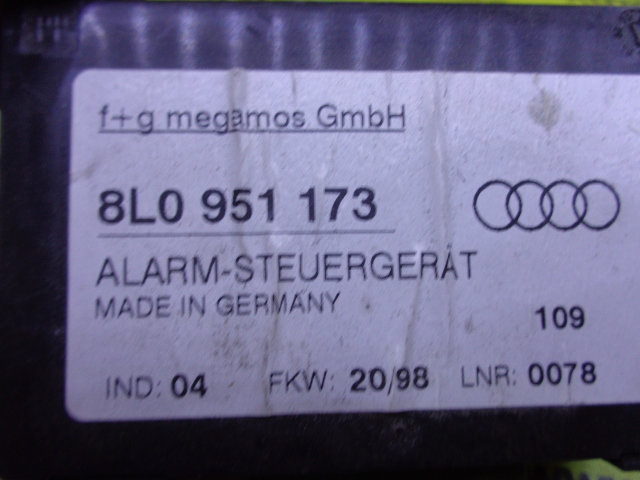 f+g megamos GmbH
8L0 951 173
ALARM-STEUERGERÄT
MADE IN GERMANY
109
IND: 04 FKW: 20/98 LNR: 0078